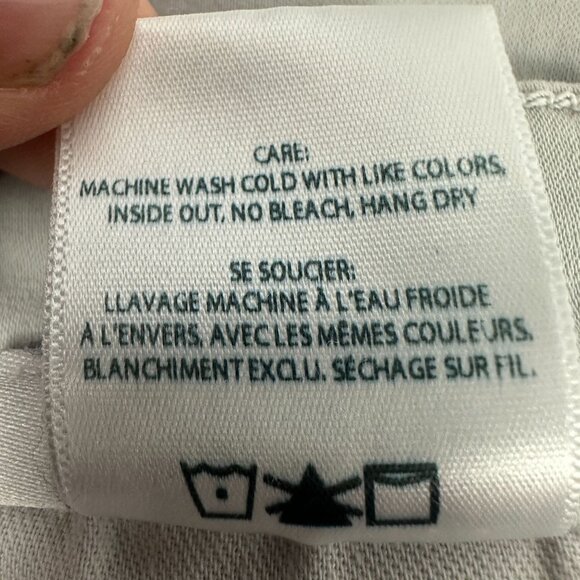 CARE:
MACHINE WASH COLD WITH LIKE COLORS,
INSIDE OUT, NO BLEACH, HANG DRY
SE SOUCIER:
LLAVAGE MACHINE À L'EAU FROIDE
À L'ENVERS, AVEC LES MÊMES COULEURS.
BLANCHIMENT EXCLU. SÉCHAGE SUR FIL.